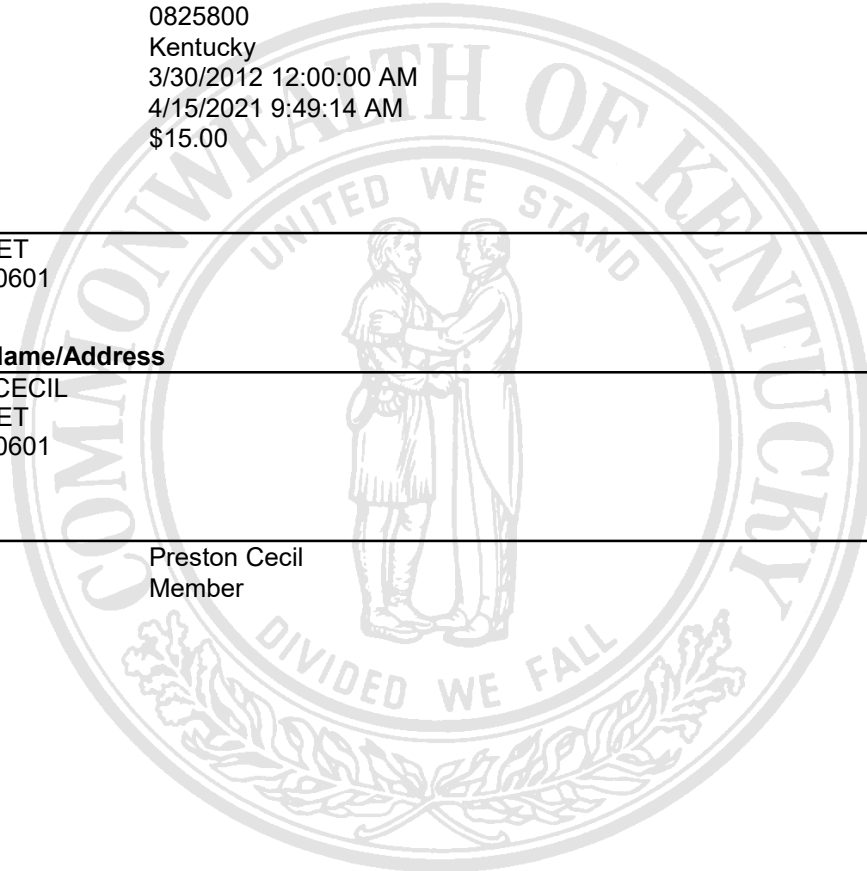 0825800
Kentucky
3/30/2012 12:00:00 AM
4/15/2021 9:49:14 AM
$15.00
ET
0601
lame/Address
CECIL
ET
0601
Preston Cecil
Member
COMMONWEALTH OF KENTUCKY
UNITED WE STAND
DIVIDED WE FALL